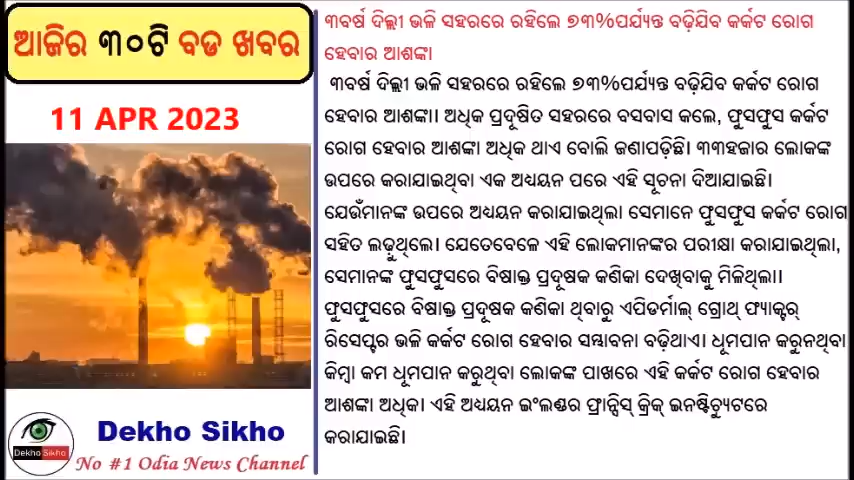 ଆଜିର ୩୦ଟି ବଡ ଖବର
11 APR 2023
Dekho Sikho
Dekho Sikho
No #1 Odia News Channel
୩ବର୍ଷ ଦିଲ୍ଲୀ ଭଳି ସହରରେ ରହିଲେ ୭୩%ପର୍ଯ୍ୟନ୍ତ ବଢ଼ିଯିବ କର୍କଟ ରୋଗ
ହେବାର ଆଶଙ୍କା
୩ବର୍ଷ ଦିଲ୍ଲୀ ଭଳି ସହରରେ ରହିଲେ ୭୩%ପର୍ଯ୍ୟନ୍ତ ବଢ଼ିଯିବ କର୍କଟ ରୋଗ
ହେବାର ଆଶଙ୍କା। ଅଧିକ ପ୍ରଦୂଷିତ ସହରରେ ବସବାସ କଲେ, ଫୁସଫୁସ କର୍କଟ
ରୋଗ ହେବାର ଆଶଙ୍କା ଅଧିକ ଥାଏ ବୋଲି ଜଣାପଡ଼ିଛି। ୩୩ହଜାର ଲୋକଙ୍କ
ଉପରେ କରାଯାଇଥିବା ଏକ ଅଧ୍ୟୟନ ପରେ ଏହି ସୂଚନା ଦିଆଯାଇଛି।
ଯେଉଁମାନଙ୍କ ଉପରେ ଅଧ୍ୟୟନ କରାଯାଇଥିଲା ସେମାନେ ଫୁସଫୁସ କର୍କଟ ରୋଗ
ସହିତ ଲଢ଼ୁଥିଲେ। ଯେତେବେଳେ ଏହି ଲୋକମାନଙ୍କର ପରୀକ୍ଷା କରାଯାଇଥିଲା,
ସେମାନଙ୍କ ଫୁସଫୁସରେ ବିଷାକ୍ତ ପ୍ରଦୂଷକ କଣିକା ଦେଖିବାକୁ ମିଳିଥିଲା।
ଫୁସଫୁସରେ ବିଷାକ୍ତ ପ୍ରଦୂଷକ କଣିକା ଥିବାରୁ ଏପିଡର୍ମାଲ୍ ଗ୍ରୋଥ୍ ଫ୍ୟାକ୍ଟର୍
ରିସେପ୍ଟର ଭଳି କର୍କଟ ରୋଗ ହେବାର ସମ୍ଭାବନା ବଢ଼ିଥାଏ। ଧୂମପାନ କରୁନଥିବା
କିମ୍ବା କମ ଧୂମପାନ କରୁଥିବା ଲୋକଙ୍କ ପାଖରେ ଏହି କର୍କଟ ରୋଗ ହେବାର
ଆଶଙ୍କା ଅଧିକ। ଏହି ଅଧ୍ୟୟନ ଇଂଲଣ୍ଡର ଫ୍ରାନ୍ସିସ୍ କ୍ରିକ୍ ଇନଷ୍ଟିଚ୍ୟୁଟରେ
କରାଯାଇଛି।